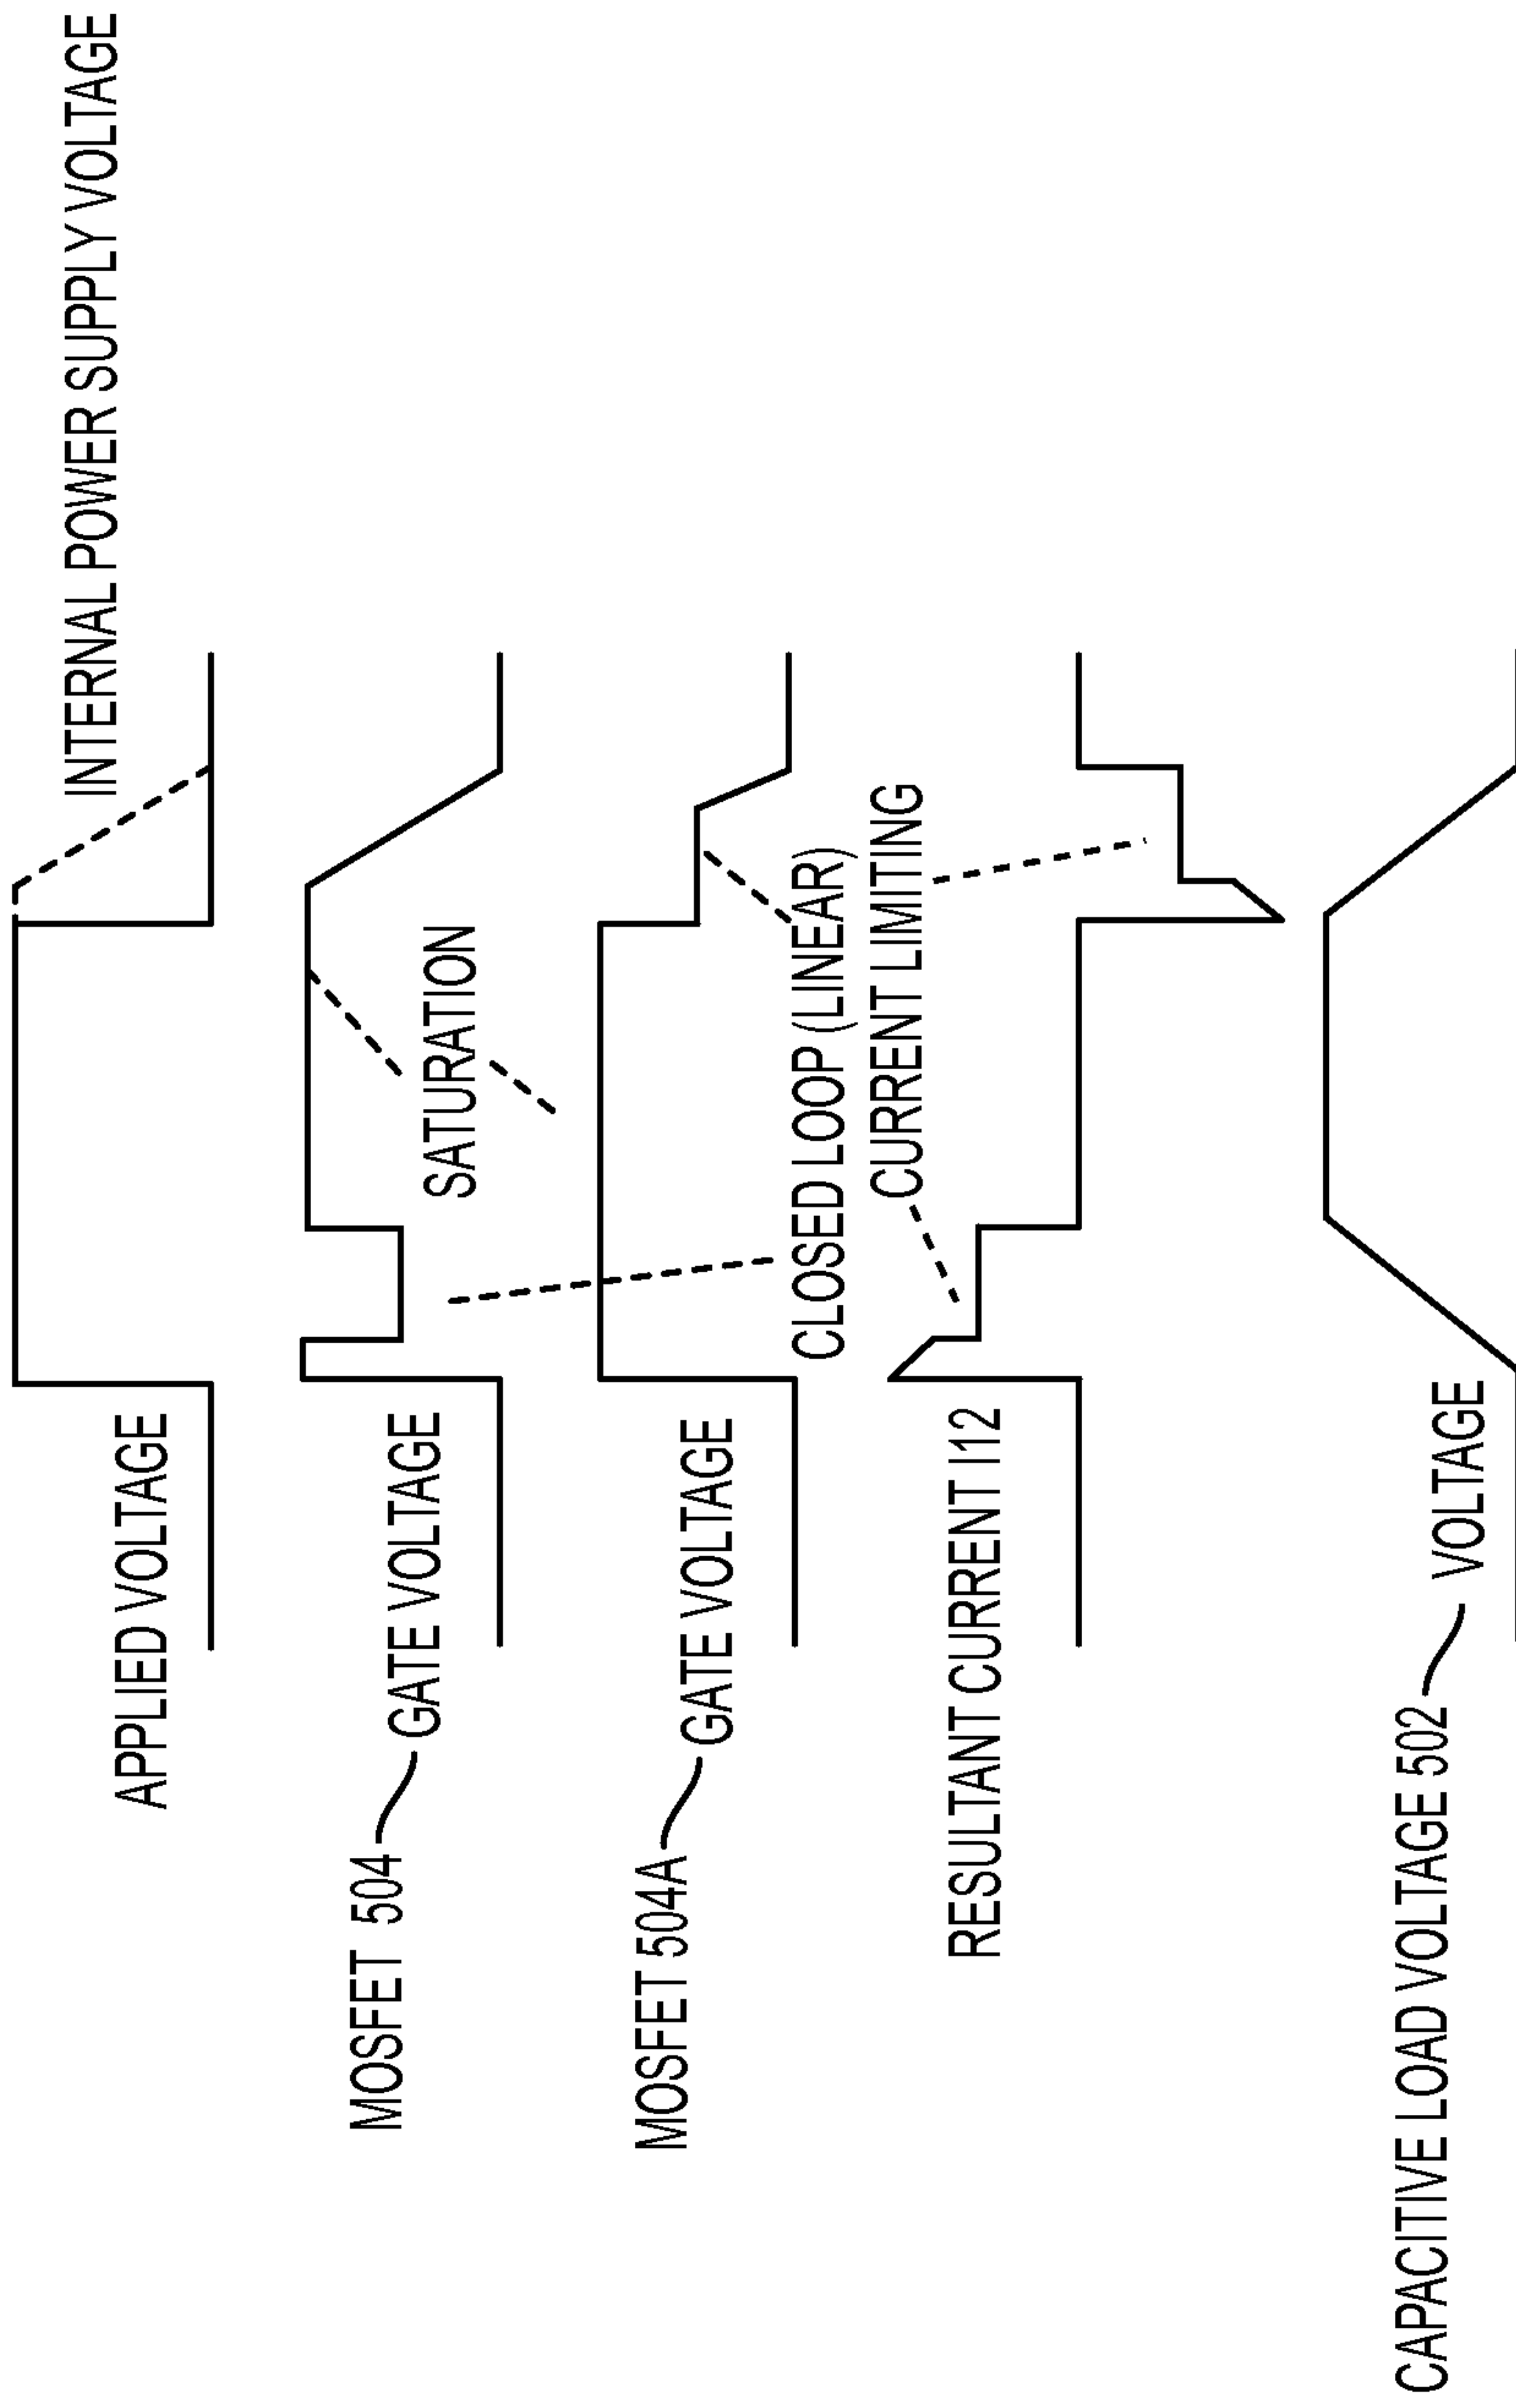 INTERNAL POWER SUPPLY VOLTAGE
APPLIED VOLTAGE
MOSFET 504
GATE VOLTAGE
SATURATION
MOSFET 504A
GATE VOLTAGE
CLOSED LOOP (LINEAR)
CURRENT LIMITING
RESULTANT CURRENT I12
CAPACITIVE LOAD VOLTAGE 502
VOLTAGE